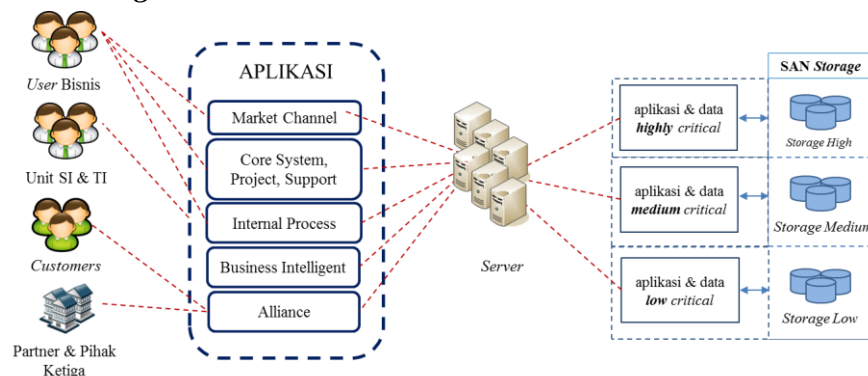 User Bisnis
Unit SI & TI
Customers
Partner & Pihak
Ketiga
APLIKASI
Market Channel
Core System,
Project, Support
Internal Process
Business Intelligent
Alliance
Server
aplikasi & data
highly critical
aplikasi & data
medium critical
aplikasi & data
low critical
SAN Storage
Storage High
Storage Medium
Storage Low